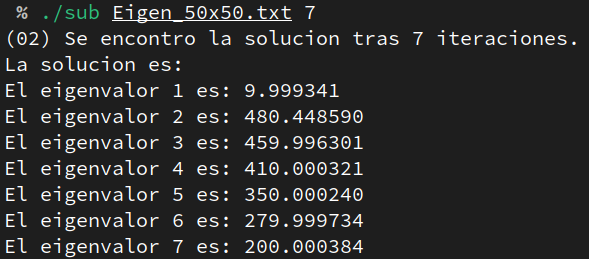 % ./sub Eigen_50x50.txt 7
(02) Se encontro la solucion tras 7 iteraciones.
La solucion es:
El eigenvalor 1 es: 9.999341
El eigenvalor 2 es: 480.448590
El eigenvalor 3 es: 459.996301
El eigenvalor 4 es: 410.000321
El eigenvalor 5 es: 350.000240
El eigenvalor 6 es: 279.999734
El eigenvalor 7 es: 200.000384